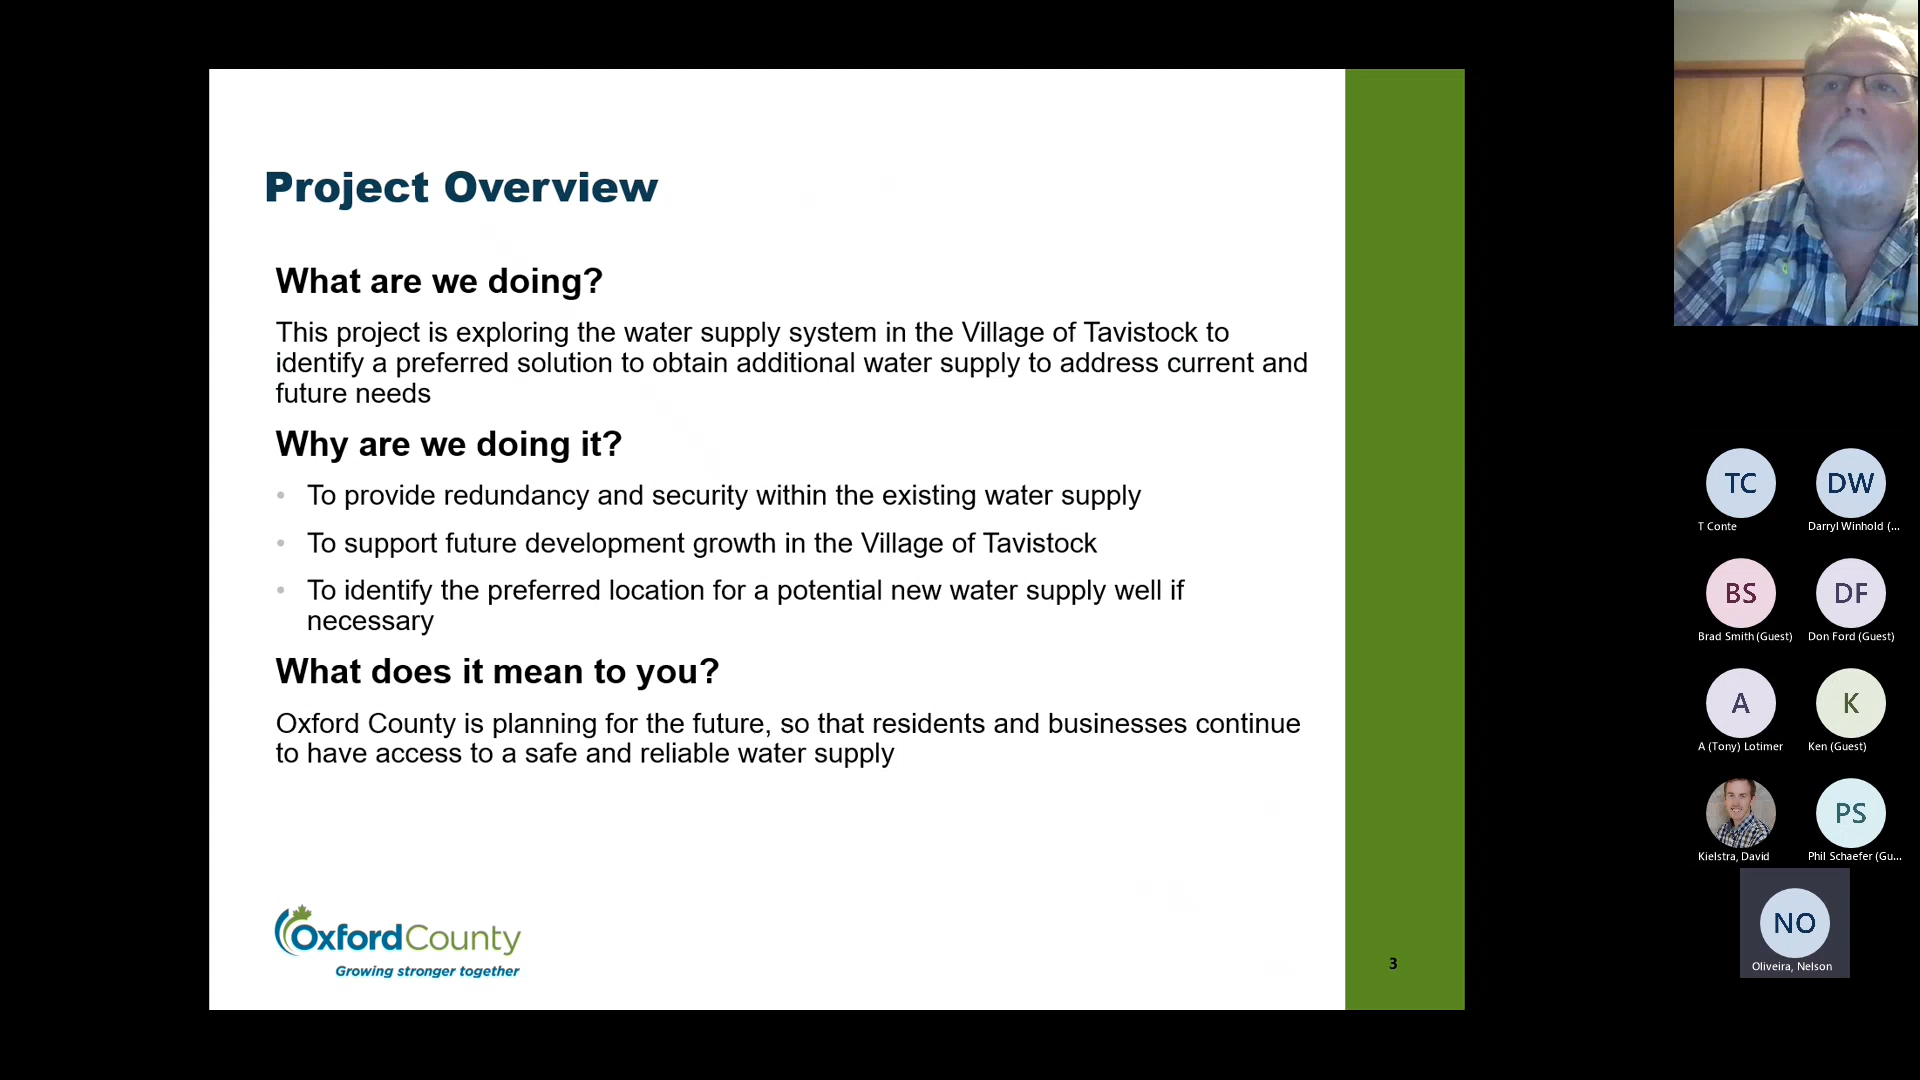 Project Overview
What are we doing?
This project is exploring the water supply system in the Village of Tavistock to
identify a preferred solution to obtain additional water supply to address current and
future needs
Why are we doing it?
• To provide redundancy and security within the existing water supply
• To support future development growth in the Village of Tavistock
• To identify the preferred location for a potential new water supply well if
necessary
What does it mean to you?
Oxford County is planning for the future, so that residents and businesses continue
to have access to a safe and reliable water supply
OxfordCounty
Growing stronger together
3
TC
T Conte
DW
Darryl Winhold (...
BS
Brad Smith (Guest)
DF
Don Ford (Guest)
A
A (Tony) Lotimer
K
Ken (Guest)
Kielstra, David
PS
Phil Schaefer (Gu...
NO
Oliveira, Nelson